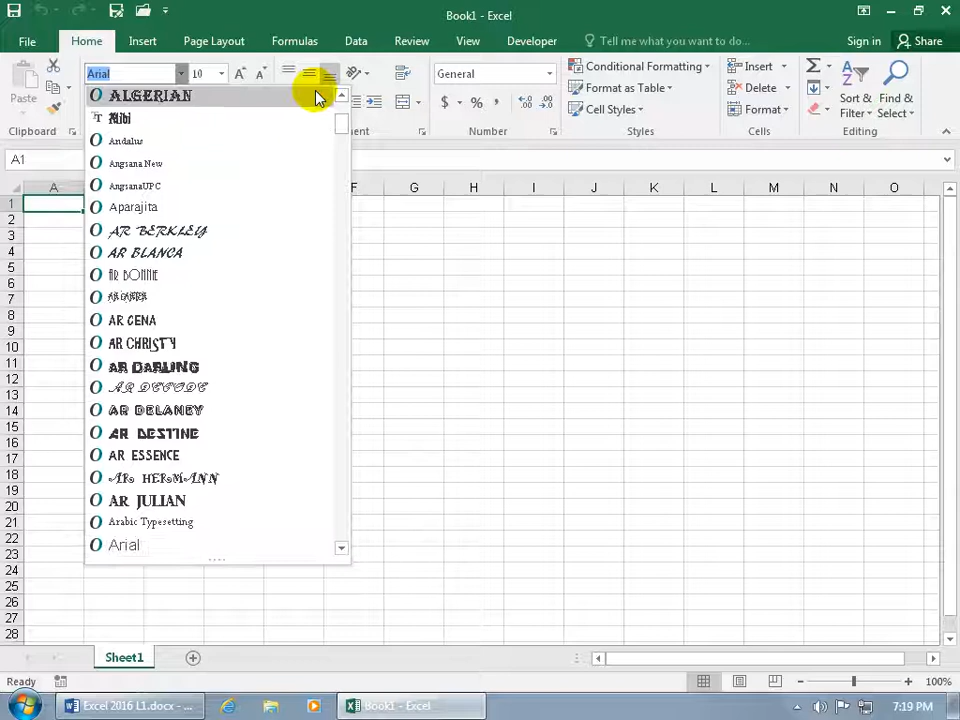 Book1 - Excel
File Home Insert Page Layout Formulas Data Review View Developer Tell me what you want to do... Sign in Share
Paste Arial 10 General $ % , Conditional Formatting Format as Table Cell Styles Insert Delete Format Sort & Filter Find & Select
Clipboard Number Styles Cells Editing
A1
ALGERIAN
Andalus
Angsana New
AngsanaUPC
Aparajita
AR BERKLEY
AR BLANCA
AR BONNIE
AR CENA
AR CHRISTY
AR DARLING
AR DECODE
AR DELANEY
AR DESTINE
AR ESSENCE
AR HERMANN
AR JULIAN
Arabic Typesetting
Arial
A F G H I J K L M N O
1
2
3
4
5
6
7
8
9
10
11
12
13
14
15
16
17
18
19
20
21
22
23
24
25
26
27
28
Sheet1
Ready 100%
Excel 2016 L1.docx - ... Book1 - Excel 7:19 PM